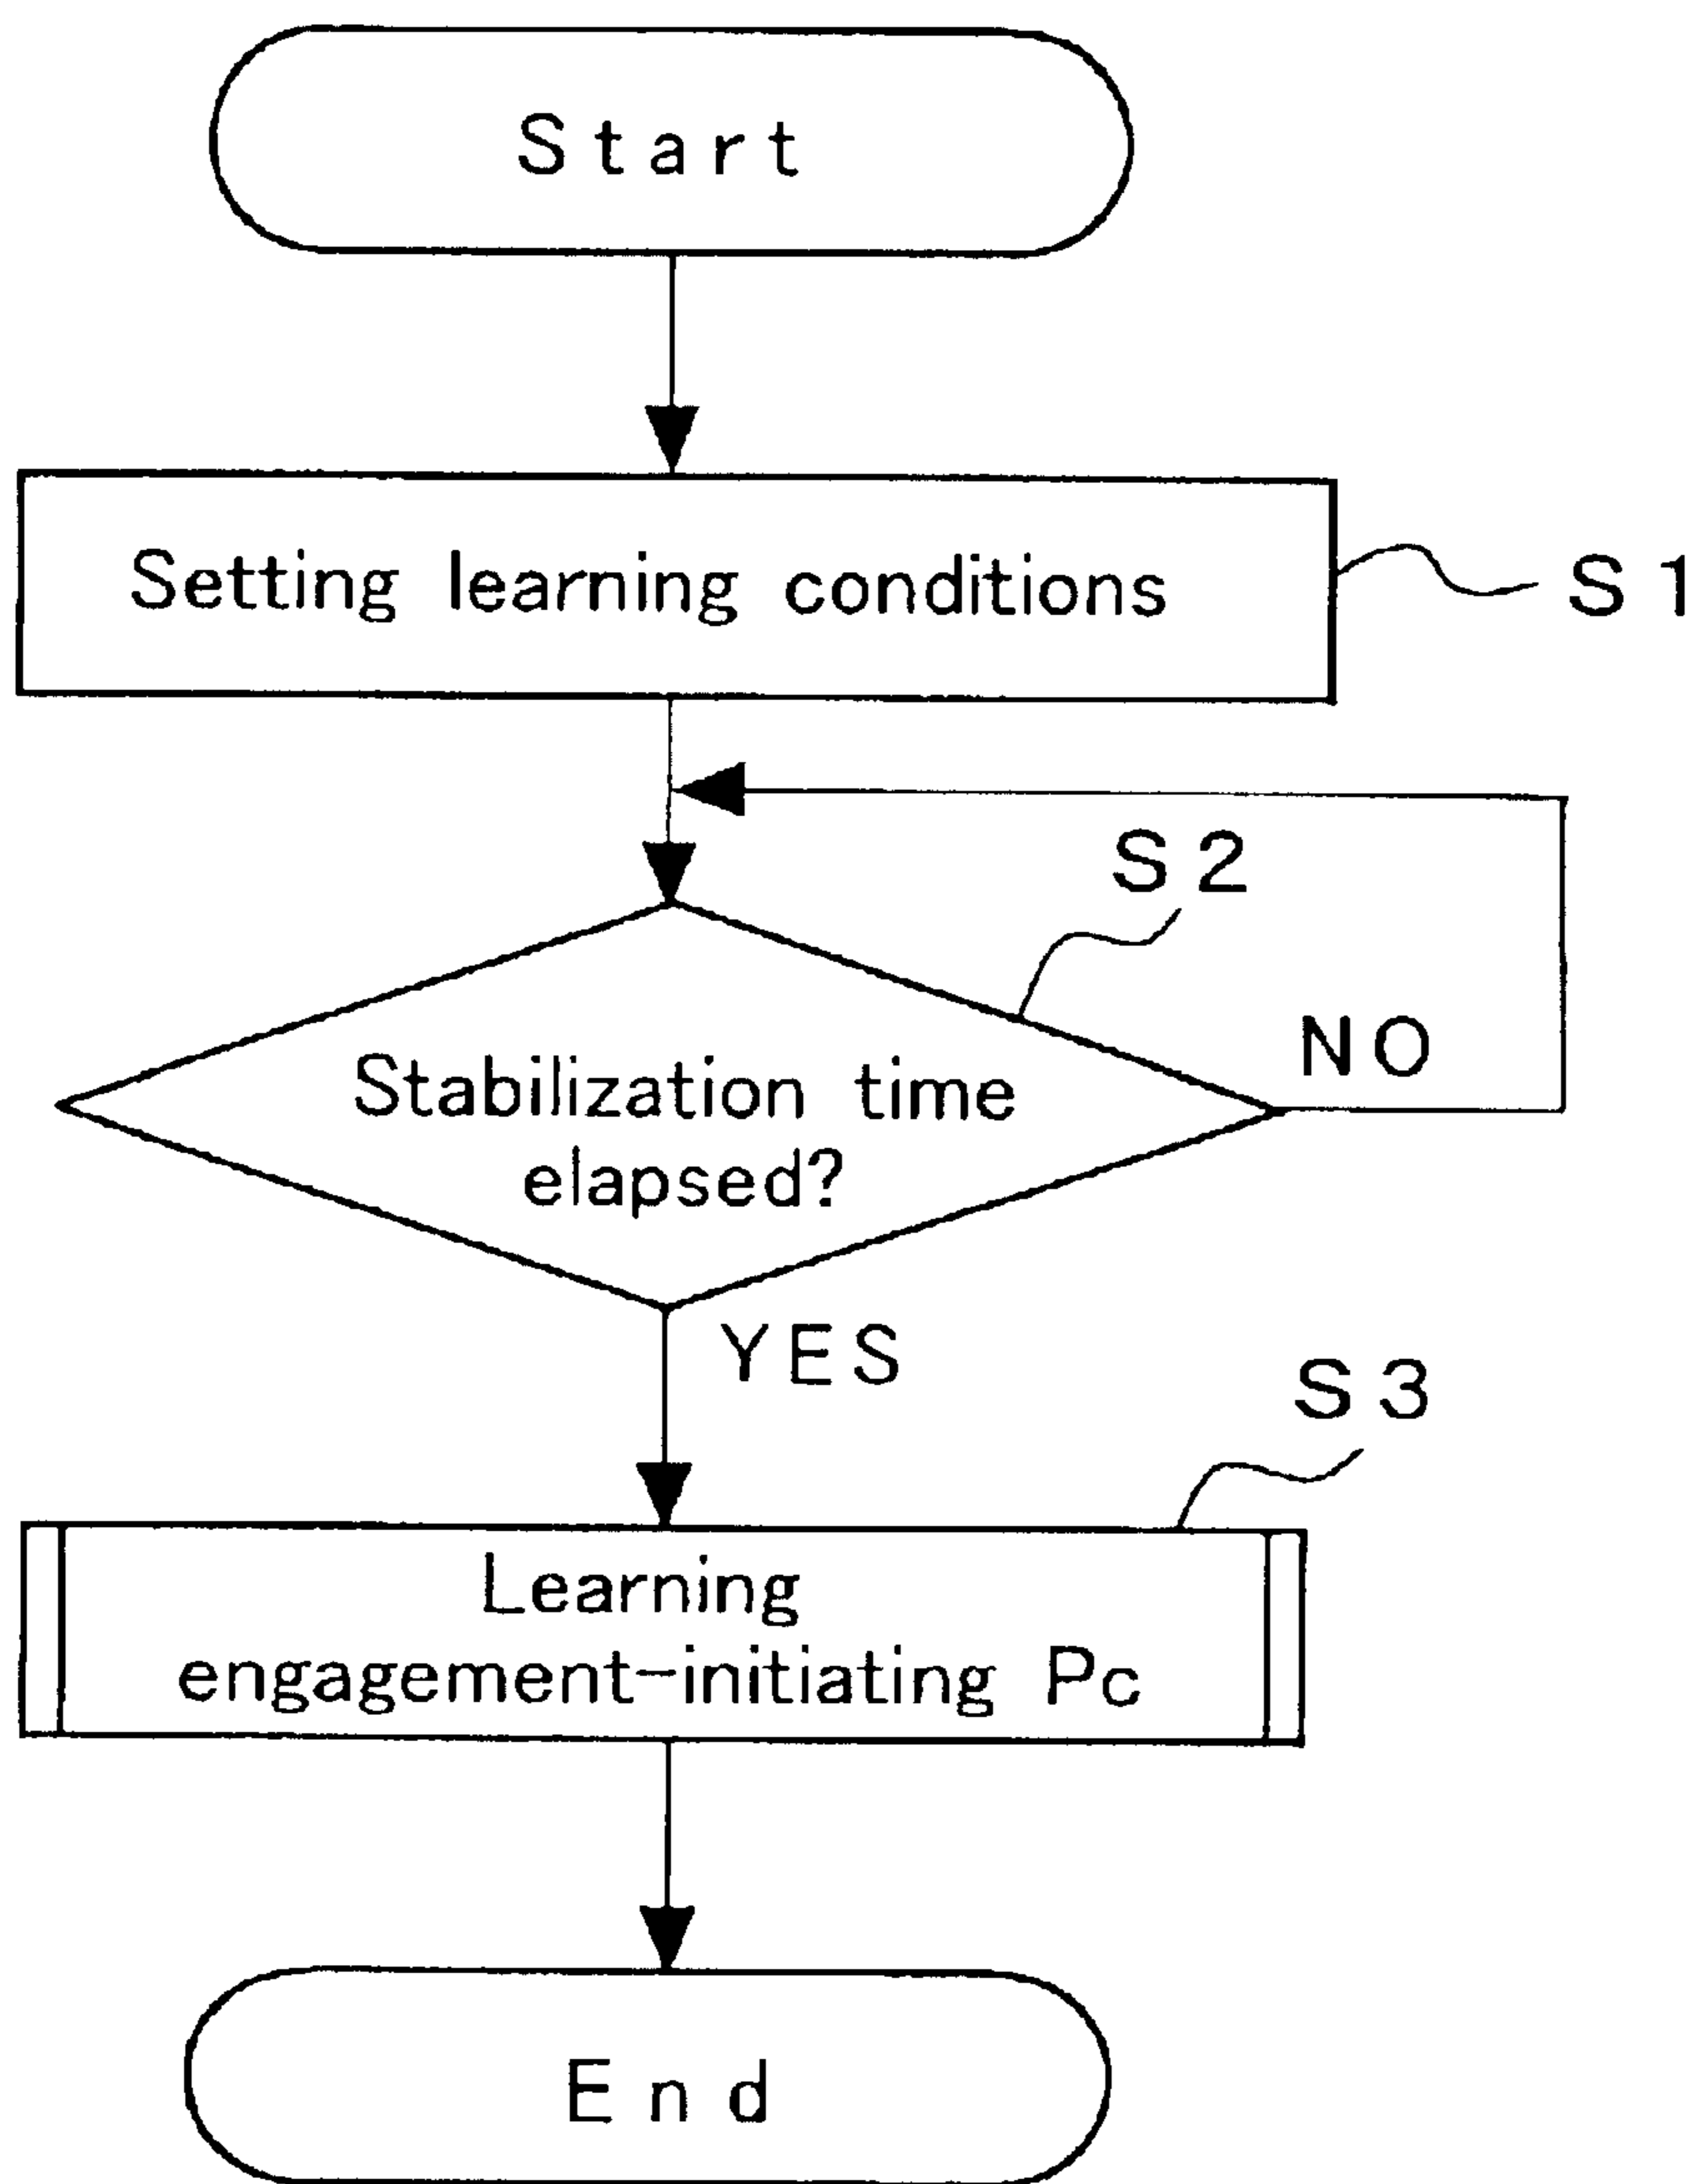 Start
Setting learning conditions
S1
S2
NO
Stabilization time
elapsed?
YES
S3
Learning
engagement-initiating Pc
End